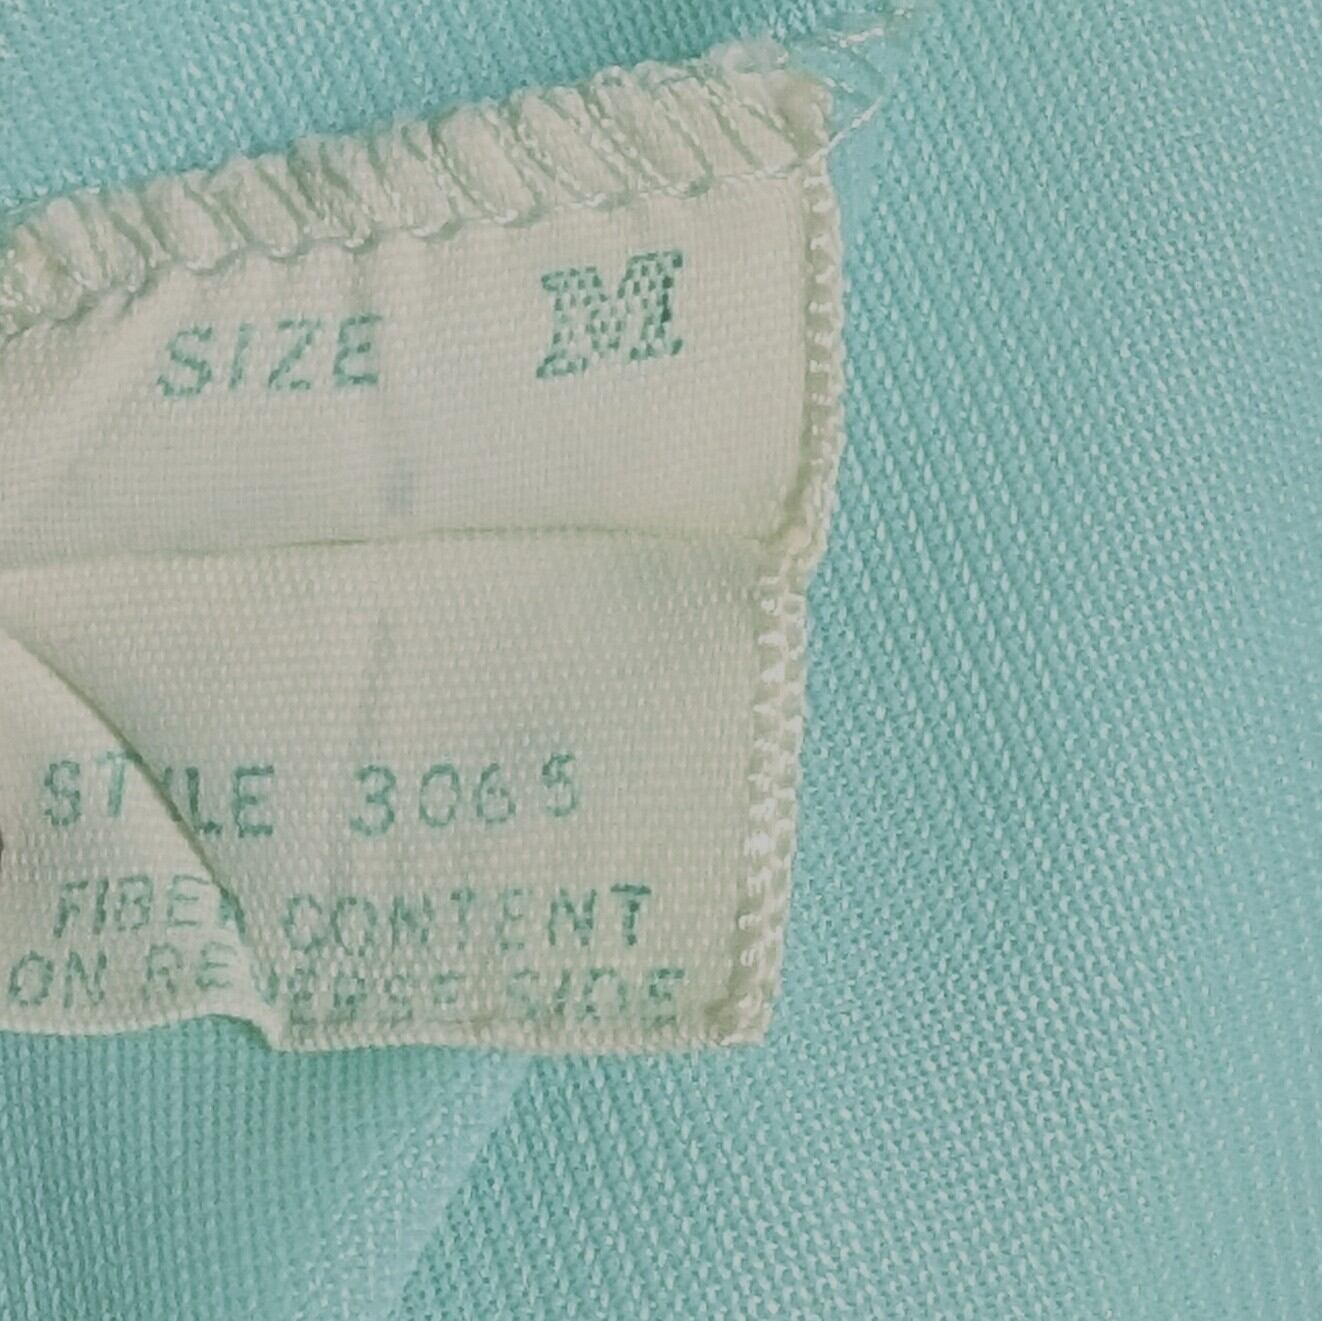 SIZE M
STYLE 3065
FIBER CONTENT
ON REVERSE SIDE